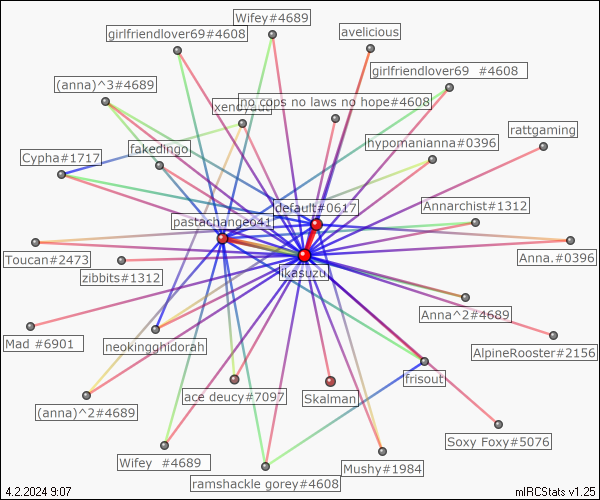 Wifey#4689
girlfriendlover69#4608
avelicious
girlfriendlover69  #4608
(anna)^3#4689
no cops no laws no hope#4608
rattgaming
hypomanianna#0396
fakedingo
Cypha#1717
default#0617
Annarchist#1312
pastachange041
Toucan#2473
Anna.#0396
zibbits#1312
ikasuzu
Anna^2#4689
Mad #6901
neokingghidorah
AlpineRooster#2156
frisout
ace deucy#7097
Skalman
(anna)^2#4689
Soxy Foxy#5076
Wifey  #4689
Mushy#1984
ramshackle gorey#4608
4.2.2024 9:07
mIRCStats v1.25